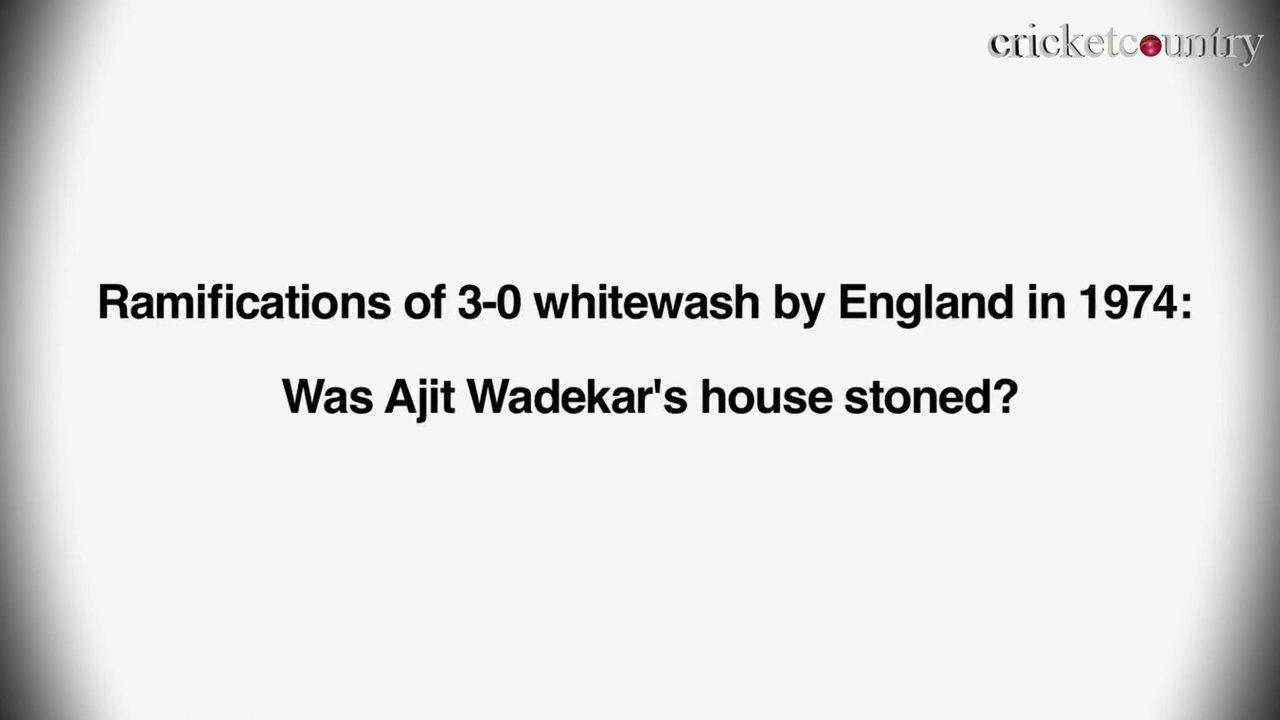 cricketcountry
Ramifications of 3-0 whitewash by England in 1974:
Was Ajit Wadekar's house stoned?